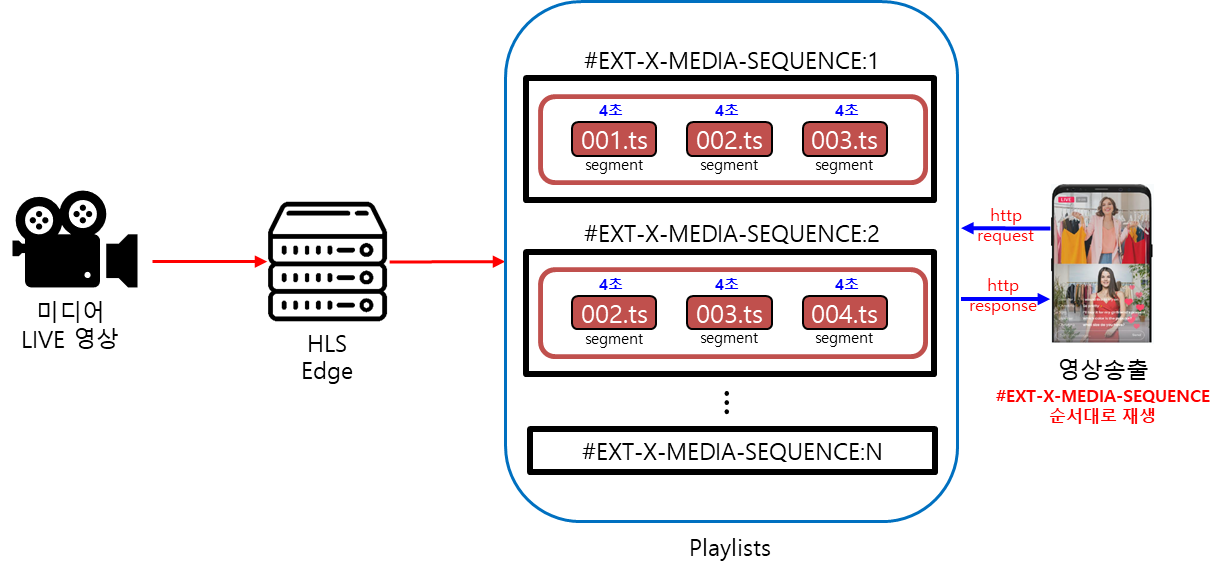 미디어
LIVE 영상
HLS
Edge
#EXT-X-MEDIA-SEQUENCE:1
4초 4초 4초
001.ts 002.ts 003.ts
segment segment segment
#EXT-X-MEDIA-SEQUENCE:2
4초 4초 4초
002.ts 003.ts 004.ts
segment segment segment
#EXT-X-MEDIA-SEQUENCE:N
Playlists
http
request
http
response
LIVE
영상송출
#EXT-X-MEDIA-SEQUENCE
순서대로 재생